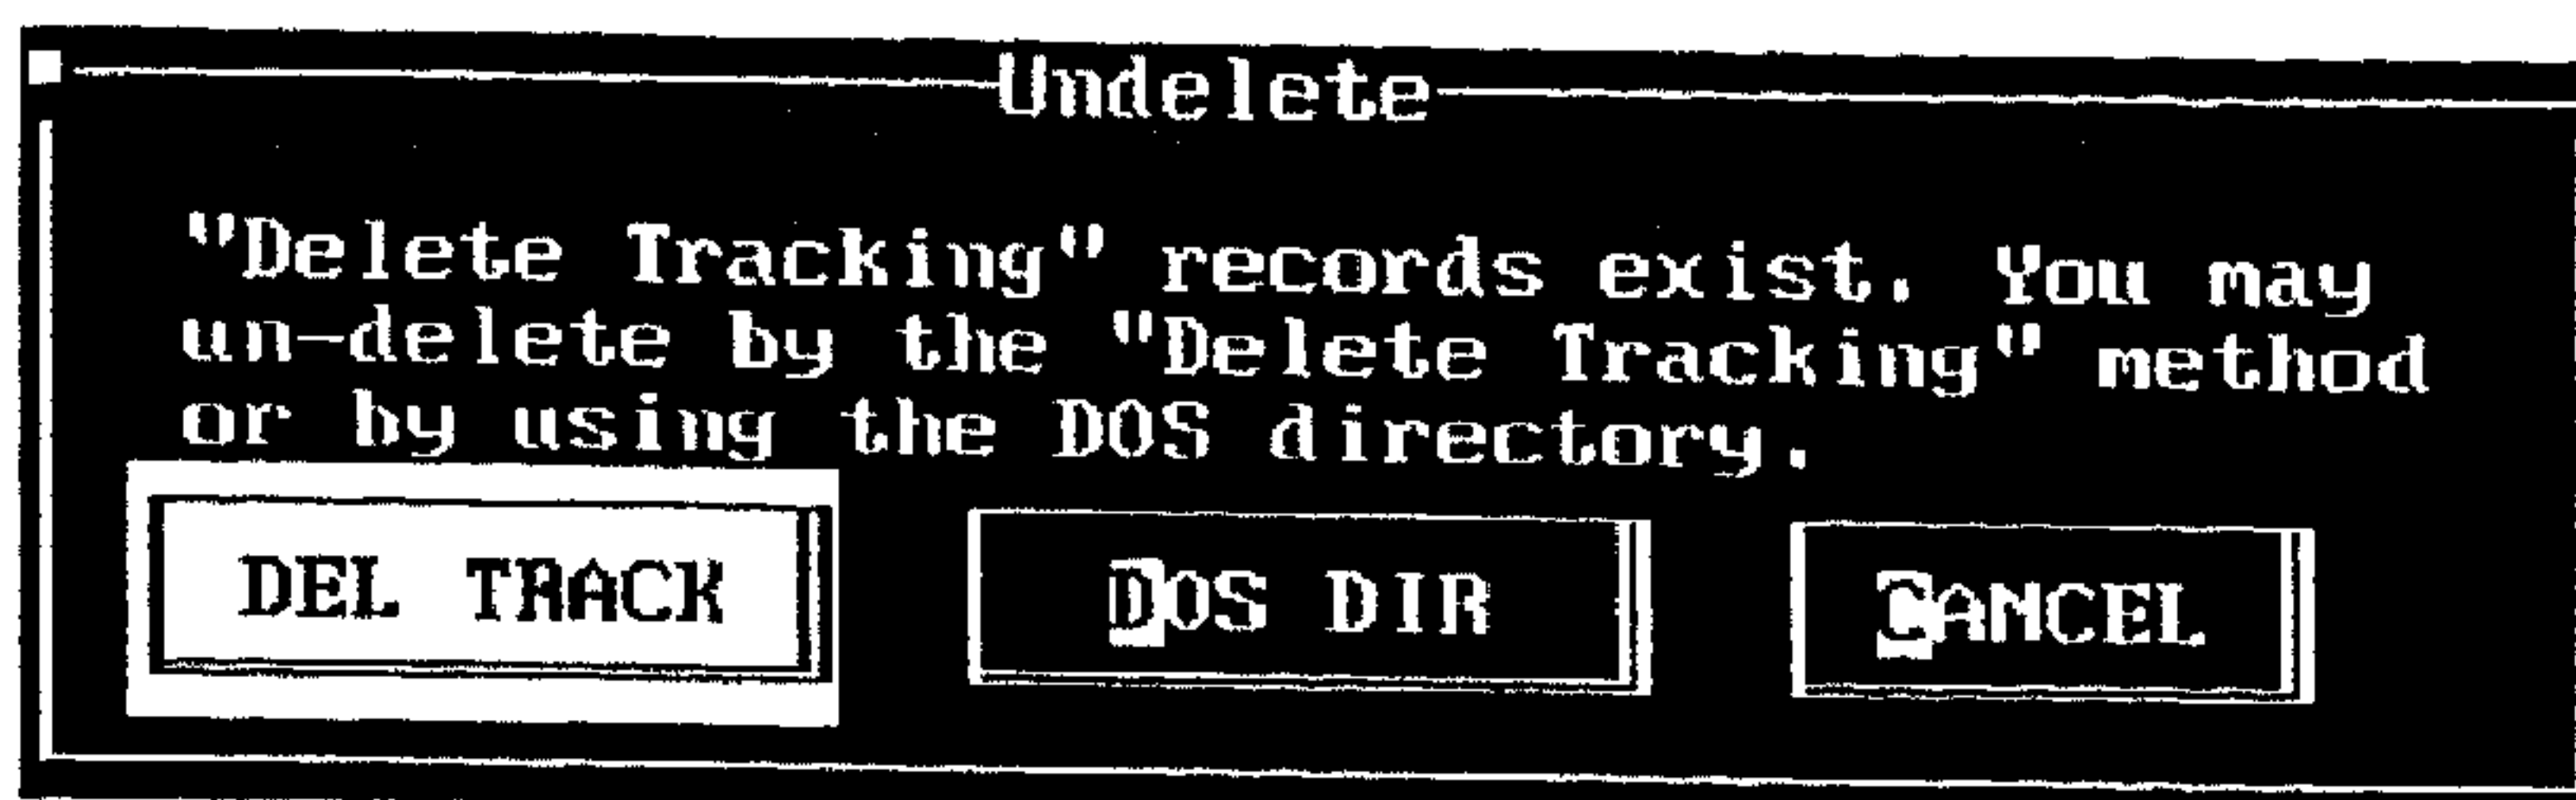 Undelete
"Delete Tracking" records exist. You may
un-delete by the "Delete Tracking" method
or by using the DOS directory.
DEL TRACK DOS DIR CANCEL